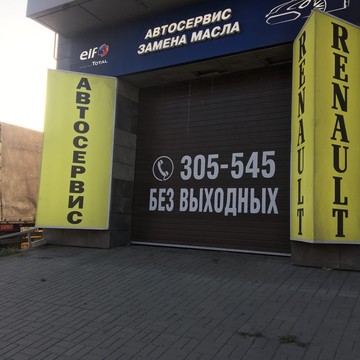 elf
TOTAL
АВТОСЕРВИС
ЗАМЕНА МАСЛА
АВТОСЕРВИС
305-545
БЕЗ ВЫХОДНЫХ
RENAULT
RENAULT